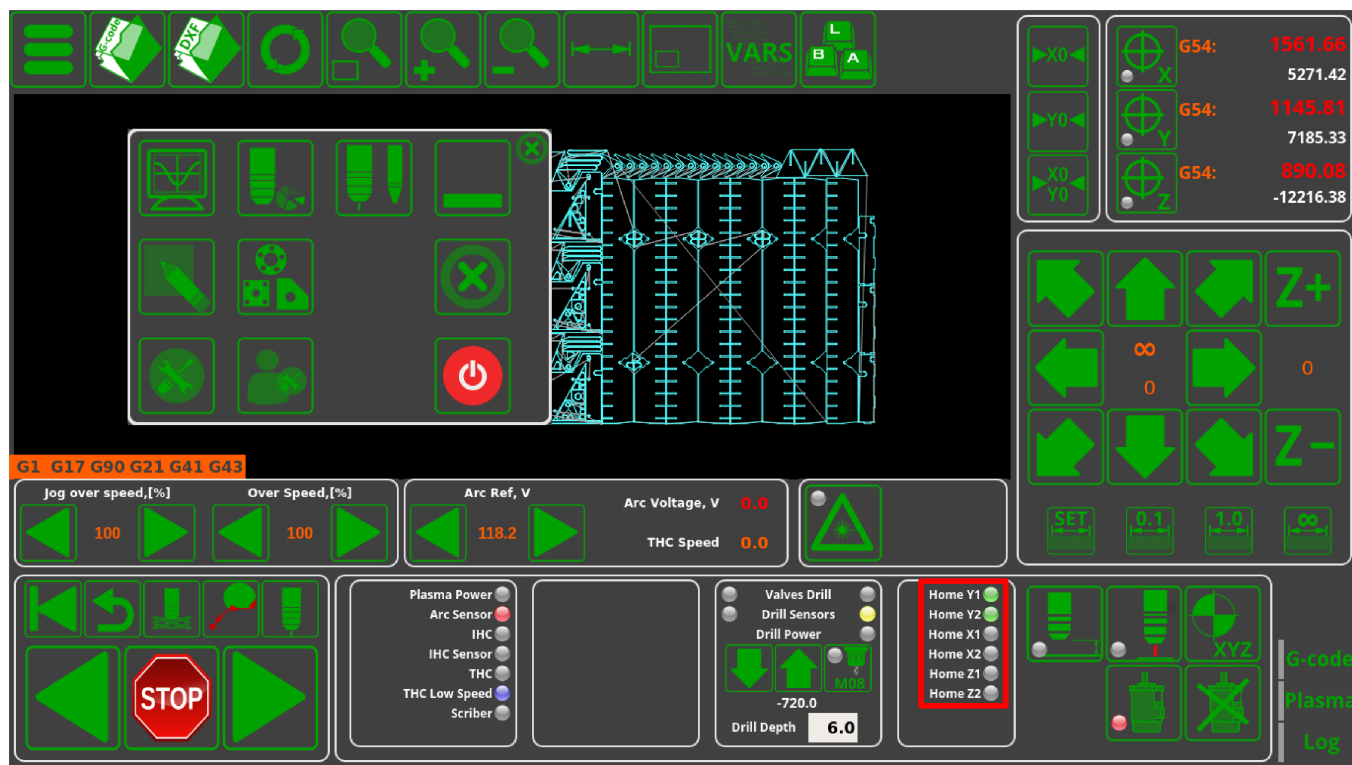 G-code
DXF
VARS
L
B A
X0
Y0
X0
Y0
X
G54: 1561.66
5271.42
Y
G54: 1145.81
7185.33
Z
G54: 890.08
-12216.38
Z+
∞
0
0
Z-
SET
0.1
1.0
∞
G1 G17 G90 G21 G41 G43
Jog over speed,[%]
100
Over Speed,[%]
100
Arc Ref, V
118.2
Arc Voltage, V 0.0
THC Speed 0.0
STOP
Plasma Power
Arc Sensor
IHC
IHC Sensor
THC
THC Low Speed
Scriber
Valves Drill
Drill Sensors
Drill Power
M08
-720.0
Drill Depth 6.0
Home Y1
Home Y2
Home X1
Home X2
Home Z1
Home Z2
XYZ
G-code
Plasma
Log